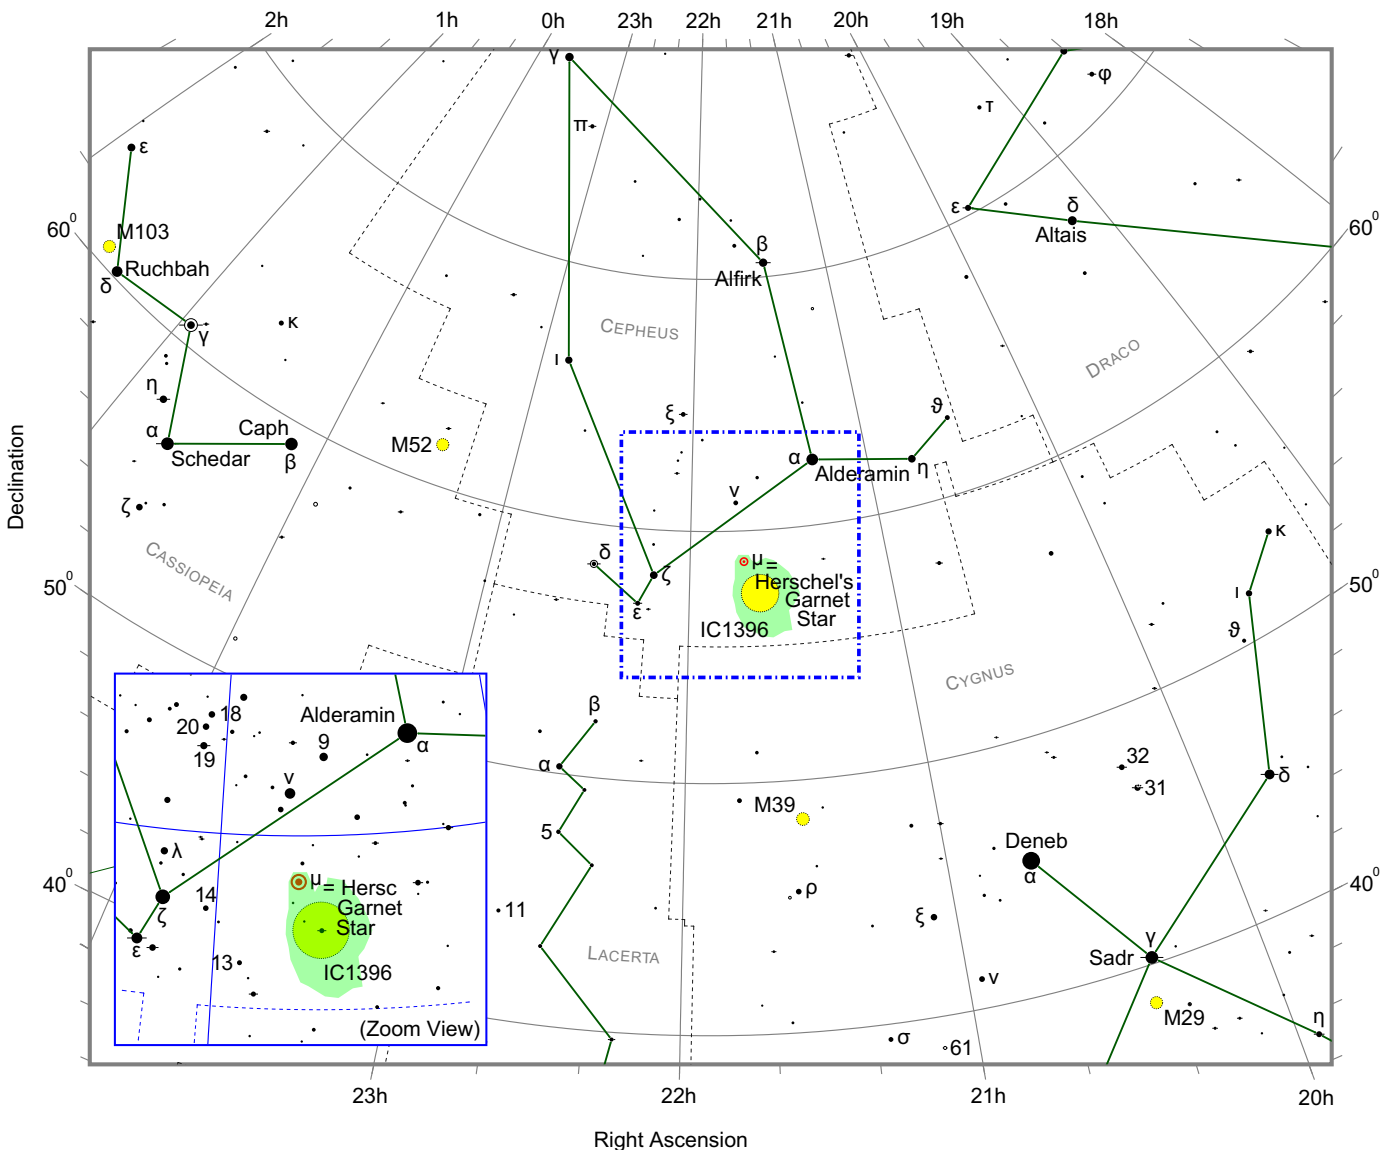 2h 1h 0h 23h 22h 21h 20h 19h 18h
γ
φ
π
τ
ε
ε
60⁰
M103
δ
Altais
60⁰
β
Alfirk
Ruchbah
δ
γ
κ
CEPHEUS
DRACO
ι
η
ξ
ϑ
α
Schedar
Caph
β
M52
α
Alderamin
η
ν
ζ
Declination
κ
CASSIOPEIA
δ
ζ
ε
μ =
Herschel's
Garnet
Star
IC1396
50⁰
50⁰
ι
ϑ
CYGNUS
β
α
5
11
LACERTA
M39
32
31
δ
Deneb
α
ρ
ξ
ν
σ
61
γ
Sadr
M29
η
40⁰
40⁰
18
20
19
Alderamin
α
9
ν
λ
ζ
ε
14
13
μ
= Hersc
Garnet
Star
IC1396
(Zoom View)
23h 22h 21h 20h
Right Ascension